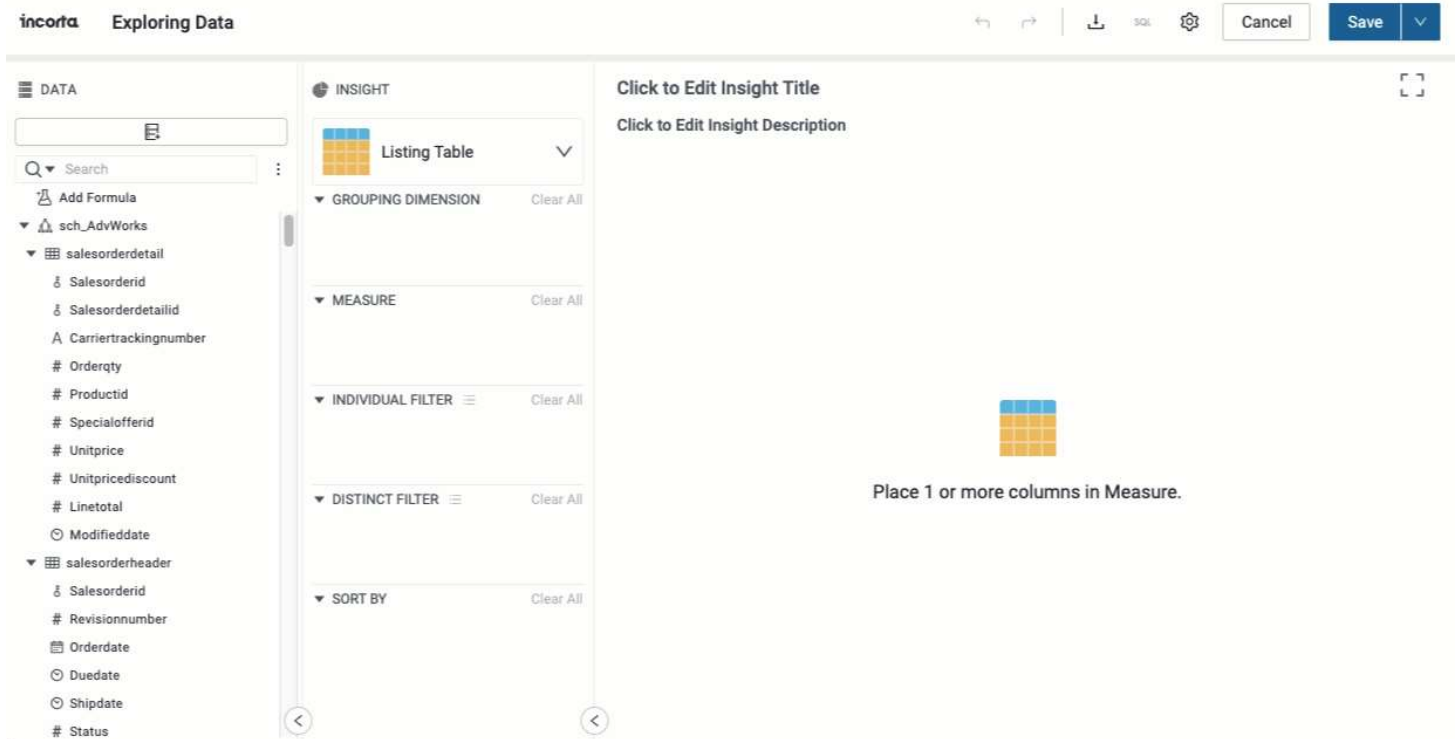 incorta Exploring Data SQL Cancel Save
DATA
Search
Add Formula
sch_AdvWorks
salesorderdetail
Salesorderid
Salesorderdetailid
A Carriertrackingnumber
# Orderqty
# Productid
# Specialofferid
# Unitprice
# Unitpricediscount
# Linetotal
Modifieddate
salesorderheader
Salesorderid
# Revisionnumber
Orderdate
Duedate
Shipdate
# Status
INSIGHT
Listing Table
GROUPING DIMENSION Clear All
MEASURE Clear All
INDIVIDUAL FILTER Clear All
DISTINCT FILTER Clear All
SORT BY Clear All
Click to Edit Insight Title
Click to Edit Insight Description
Place 1 or more columns in Measure.